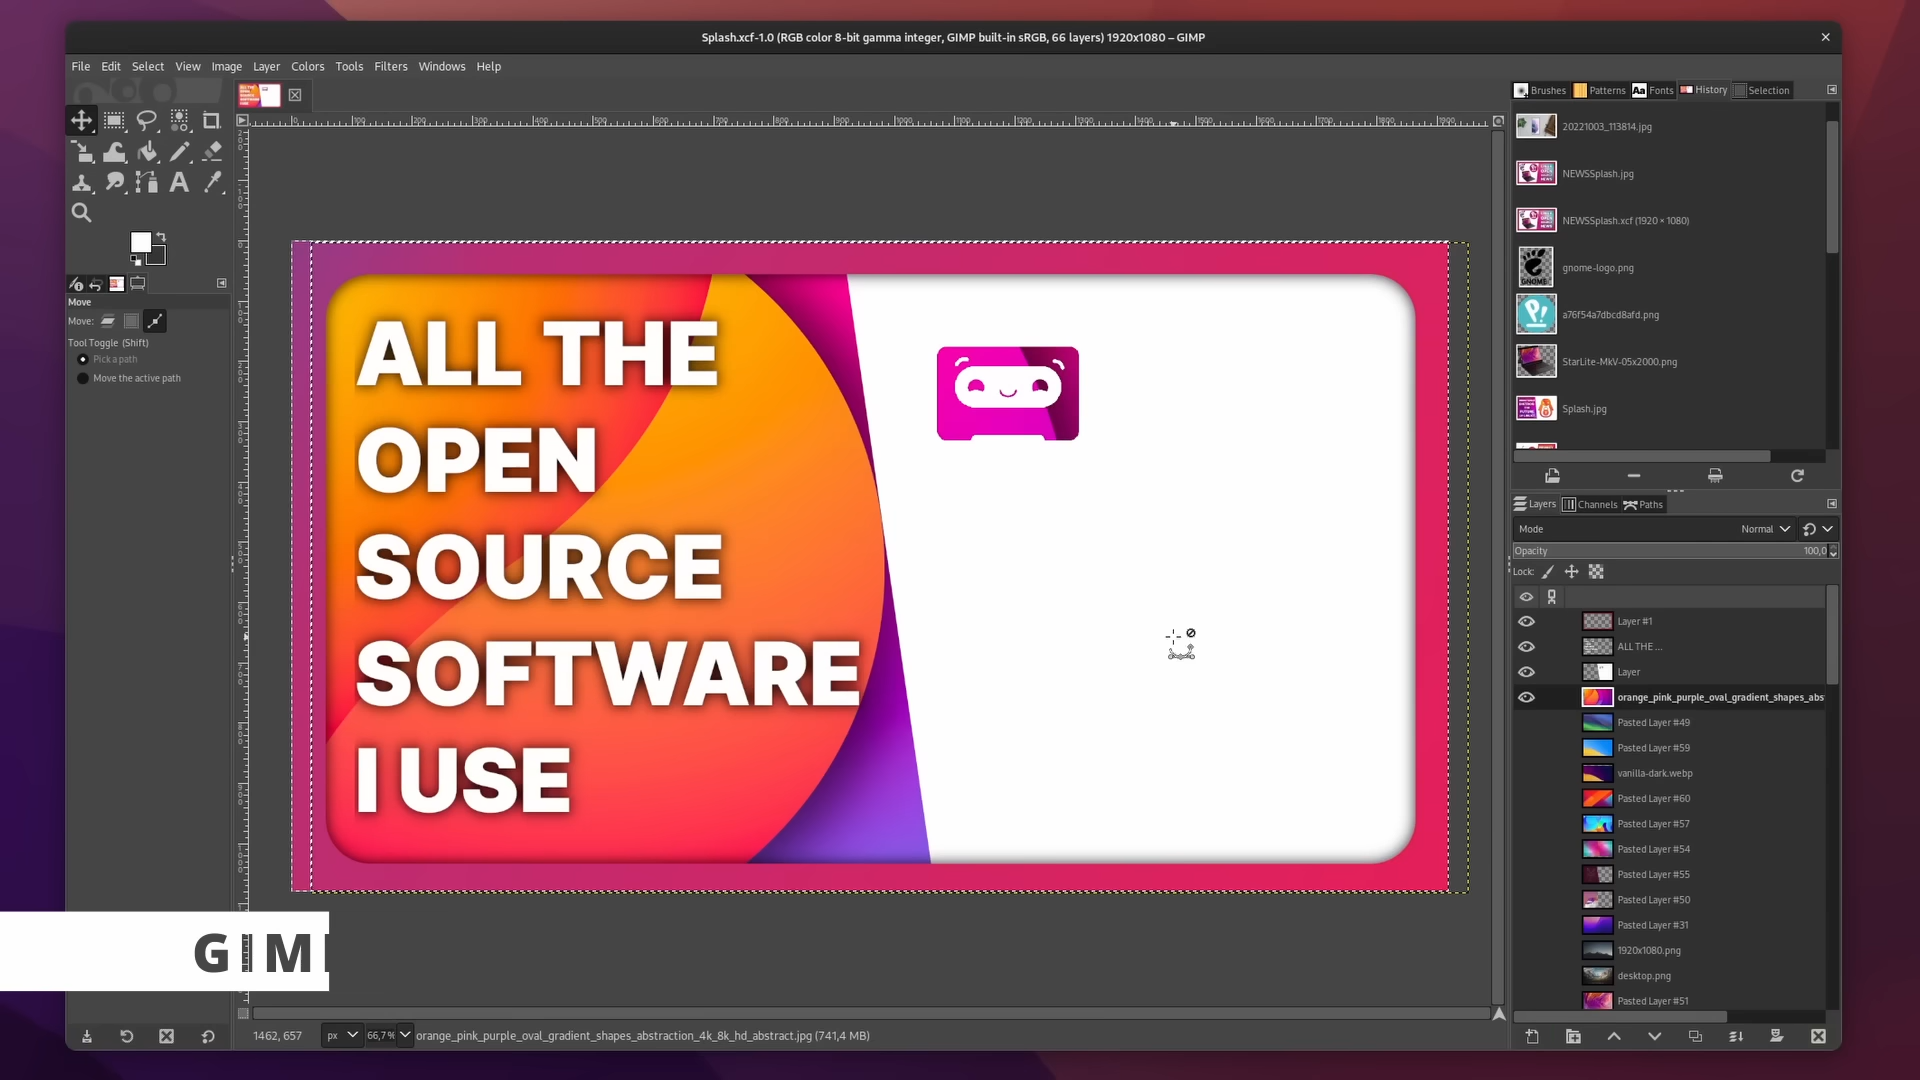 Splash.xcf-1.0 (RGB color 8-bit gamma integer, GIMP built-in sRGB, 66 layers) 1920x1080 – GIMP
File Edit Select View Image Layer Colors Tools Filters Windows Help
Brushes Patterns Fonts History Selection
20221003_113814.jpg
NEWSSplash.jpg
NEWSSplash.xcf (1920 × 1080)
gnome-logo.png
a76f54a7dbcd8afd.png
StarLite-MkV-05x2000.png
Splash.jpg
Move
Move:
Tool Toggle (Shift)
Pick a path
Move the active path
ALL THE
OPEN
SOURCE
SOFTWARE
I USE
Layers Channels Paths
Mode Normal
Opacity 100,0
Lock:
Layer #1
ALL THE ...
Layer
orange_pink_purple_oval_gradient_shapes_abs
Pasted Layer #49
Pasted Layer #59
vanilla-dark.webp
Pasted Layer #60
Pasted Layer #57
Pasted Layer #54
Pasted Layer #55
Pasted Layer #50
Pasted Layer #31
1920x1080.png
desktop.png
Pasted Layer #51
GIM
1462, 657 px 66,7% orange_pink_purple_oval_gradient_shapes_abstraction_4k_8k_hd_abstract.jpg (741,4 MB)